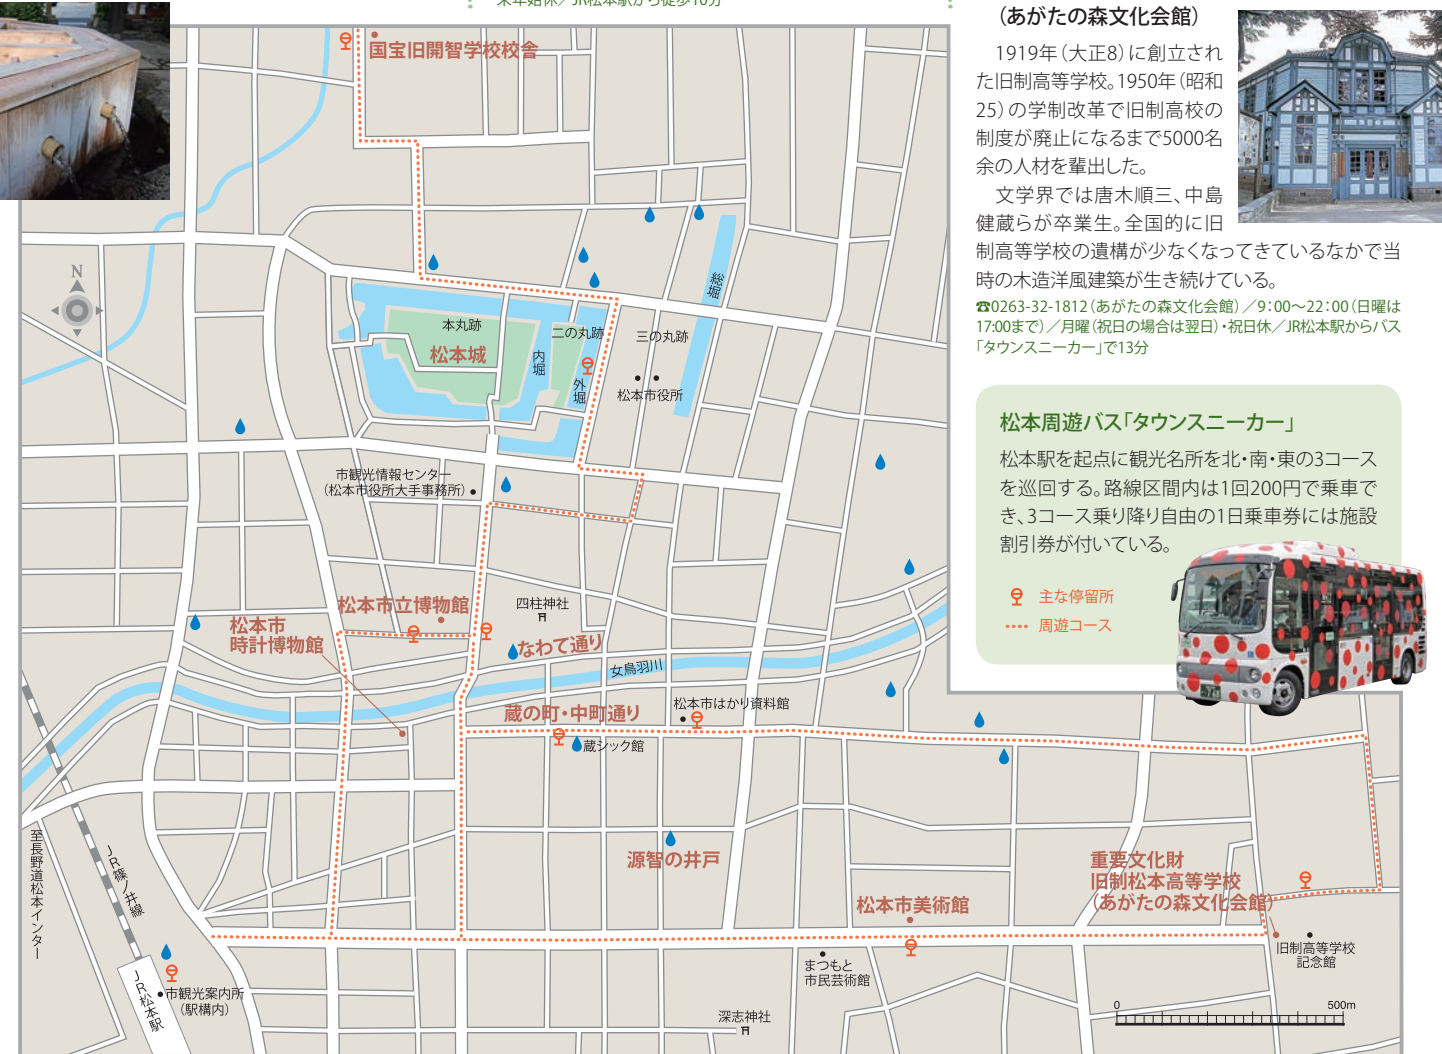 末年始休／JR松本駅から徒歩10分
国宝旧開智学校校舎
N
総堀
本丸跡
松本城
内堀
二の丸跡
外堀
三の丸跡
松本市役所
市観光情報センター
（松本市役所大手事務所）
松本市立博物館
四柱神社
松本市
時計博物館
なわて通り
女鳥羽川
蔵の町・中町通り
松本市はかり資料館
蔵シック館
源智の井戸
松本市美術館
重要文化財
旧制松本高等学校
（あがたの森文化会館）
旧制高等学校
記念館
まつもと
市民芸術館
深志神社
至長野道松本インター
JR篠ノ井線
JR松本駅
市観光案内所
（駅構内）
0 500m
（あがたの森文化会館）
1919年（大正8）に創立され
た旧制高等学校。1950年（昭和
25）の学制改革で旧制高校の
制度が廃止になるまで5000名
余の人材を輩出した。
文学界では唐木順三、中島
健蔵らが卒業生。全国的に旧
制高等学校の遺構が少なくなってきているなかで当
時の木造洋風建築が生き続けている。
☎0263-32-1812（あがたの森文化会館）／9：00～22：00（日曜は
17:00まで）／月曜（祝日の場合は翌日）・祝日休／JR松本駅からバス
「タウンスニーカー」で13分
松本周遊バス「タウンスニーカー」
松本駅を起点に観光名所を北・南・東の3コース
を巡回する。路線区間内は1回200円で乗車で
き、3コース乗り降り自由の1日乗車券には施設
割引券が付いている。
主な停留所
周遊コース